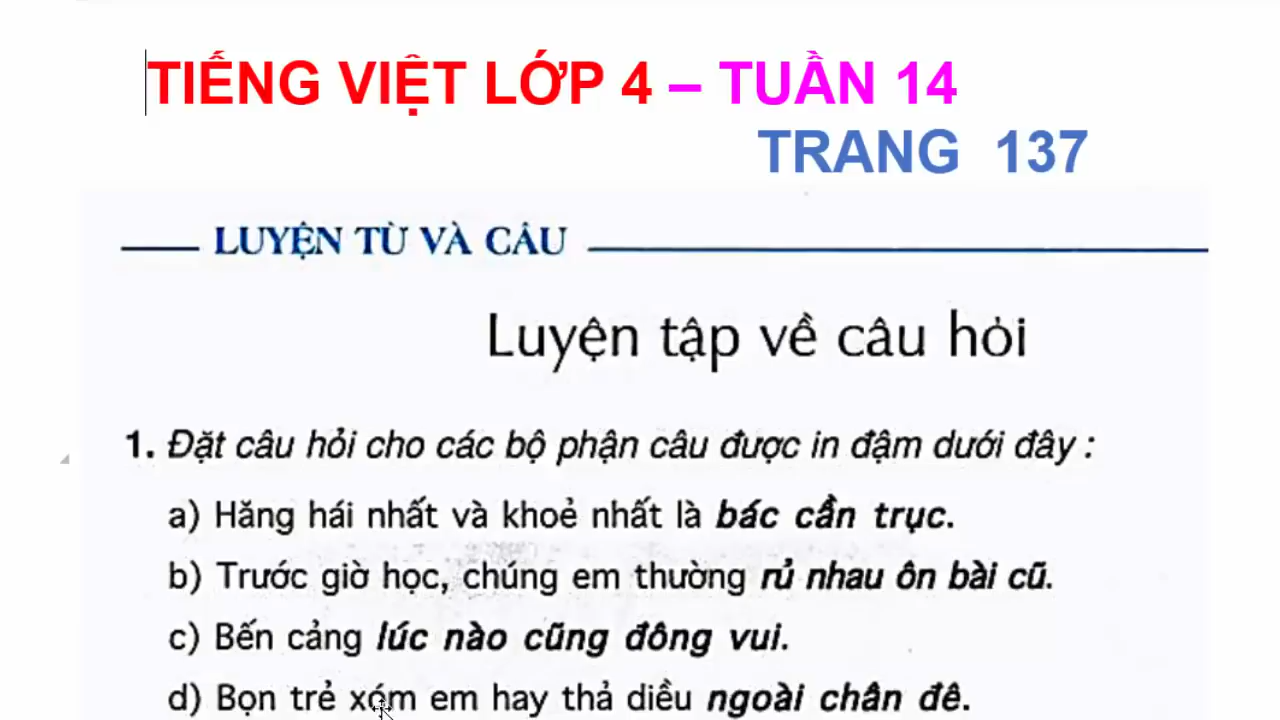 TIẾNG VIỆT LỚP 4 – TUẦN 14
TRANG 137
LUYỆN TỪ VÀ CÂU
Luyện tập về câu hỏi
1. Đặt câu hỏi cho các bộ phận câu được in đậm dưới đây :
a) Hăng hái nhất và khoẻ nhất là bác cần trục.
b) Trước giờ học, chúng em thường rủ nhau ôn bài cũ.
c) Bến cảng lúc nào cũng đông vui.
d) Bọn trẻ xóm em hay thả diều ngoài chân đê.